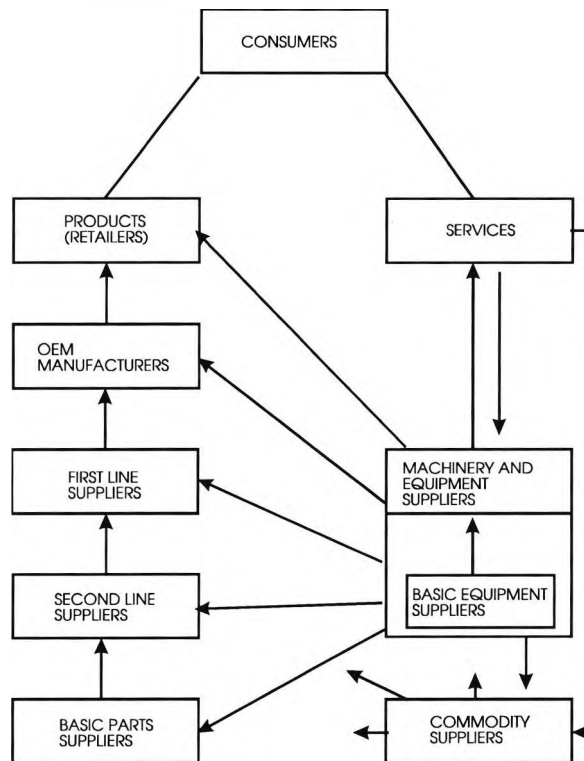 CONSUMERS
PRODUCTS
(RETAILERS)
SERVICES
OEM
MANUFACTURERS
FIRST LINE
SUPPLIERS
MACHINERY AND
EQUIPMENT
SUPPLIERS
SECOND LINE
SUPPLIERS
BASIC EQUIPMENT
SUPPLIERS
BASIC PARTS
SUPPLIERS
COMMODITY
SUPPLIERS